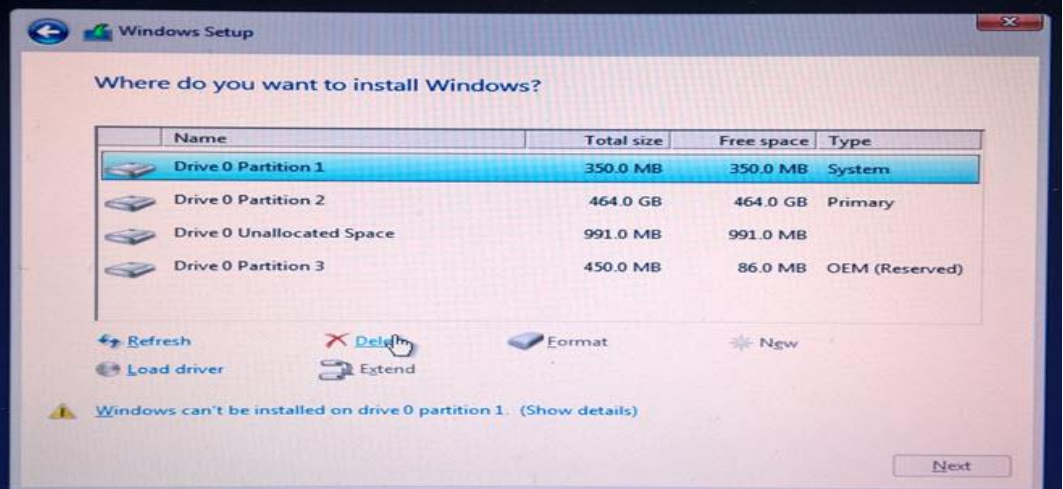 Windows Setup
Where do you want to install Windows?
Name Total size Free space Type
Drive 0 Partition 1 350.0 MB 350.0 MB System
Drive 0 Partition 2 464.0 GB 464.0 GB Primary
Drive 0 Unallocated Space 991.0 MB 991.0 MB
Drive 0 Partition 3 450.0 MB 86.0 MB OEM (Reserved)
Refresh Delete Format New
Load driver Extend
Windows can't be installed on drive 0 partition 1. (Show details)
Next